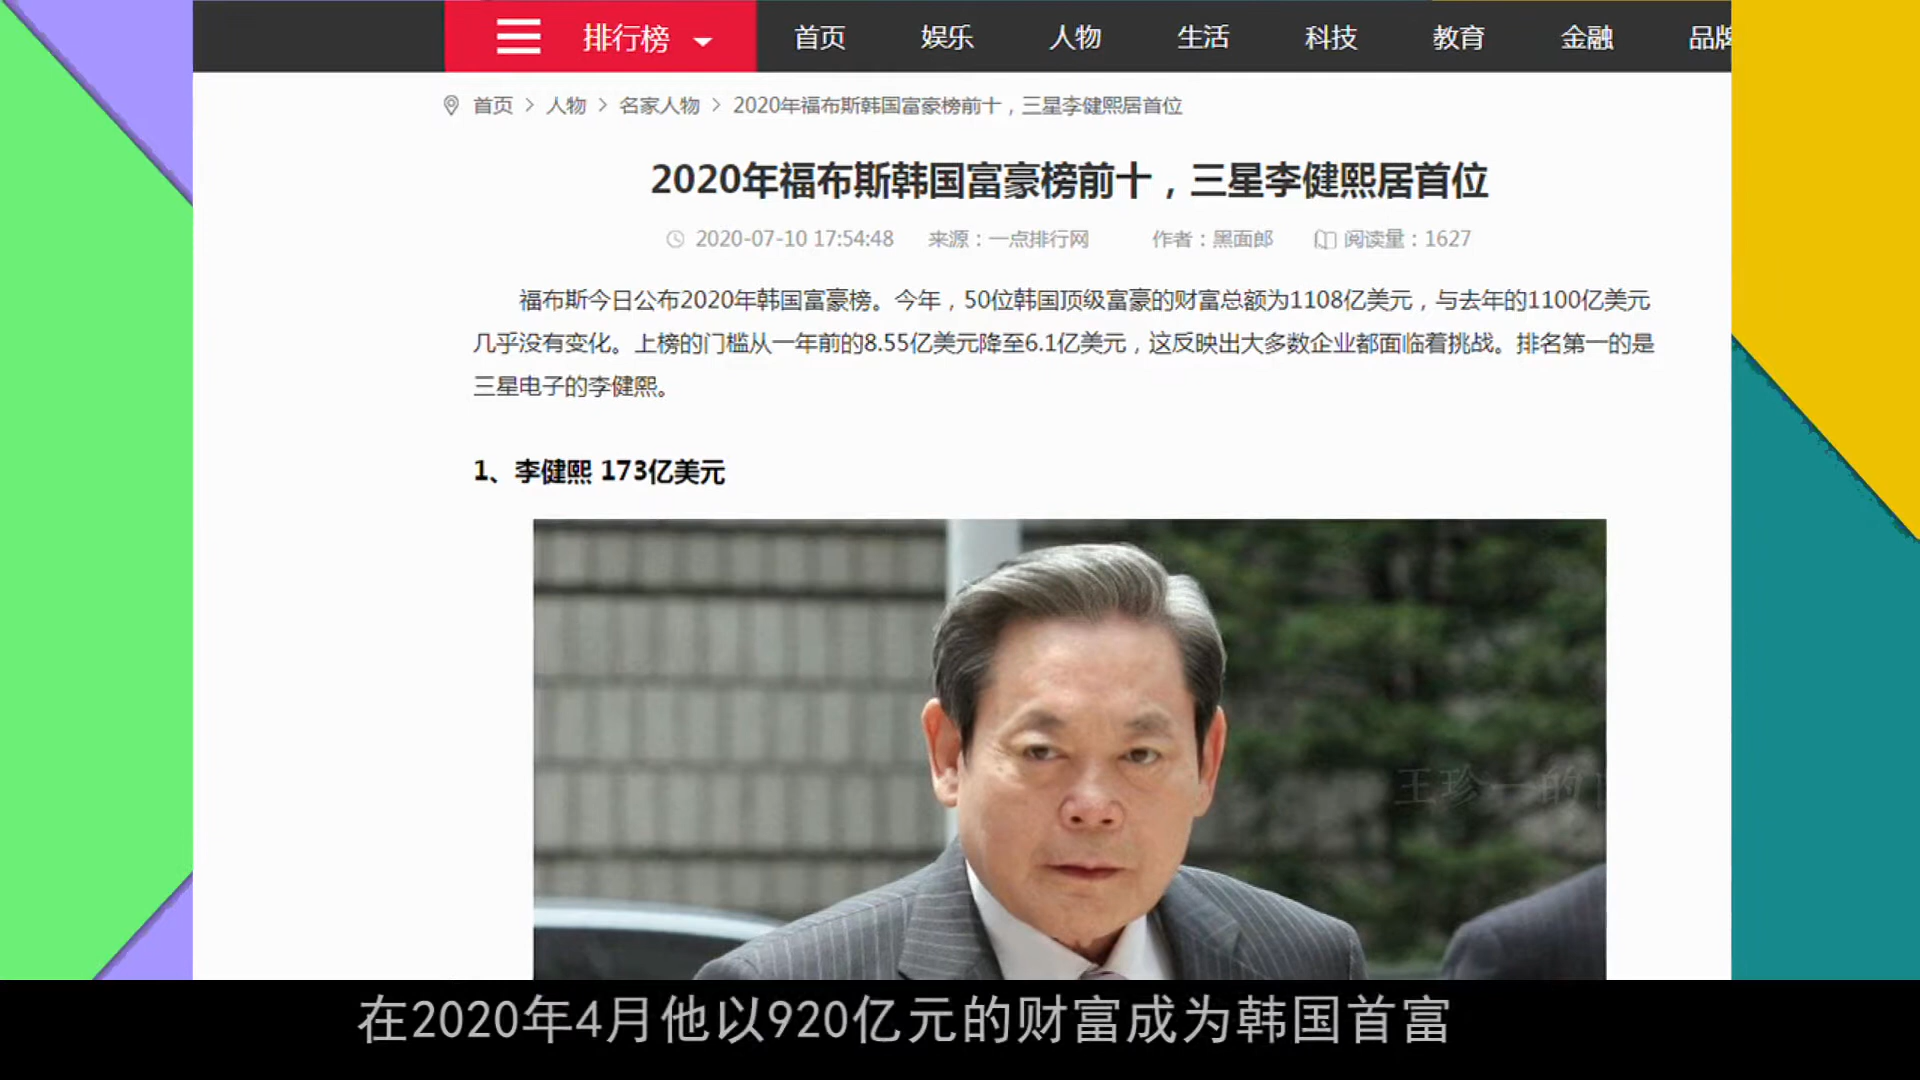 排行榜 首页 娱乐 人物 生活 科技 教育 金融
首页 > 人物 > 名家人物 > 2020年福布斯韩国富豪榜前十，三星李健熙居首位
2020年福布斯韩国富豪榜前十，三星李健熙居首位
2020-07-10 17:54:48 来源：一点排行网 作者：黑面郎 阅读量：1627
福布斯今日公布2020年韩国富豪榜。今年，50位韩国顶级富豪的财富总额为1108亿美元，与去年的1100亿美元
几乎没有变化。上榜的门槛从一年前的8.55亿美元降至6.1亿美元，这反映出大多数企业都面临着挑战。排名第一的是
三星电子的李健熙。
1、李健熙 173亿美元
王珍一的
在2020年4月他以920亿元的财富成为韩国首富